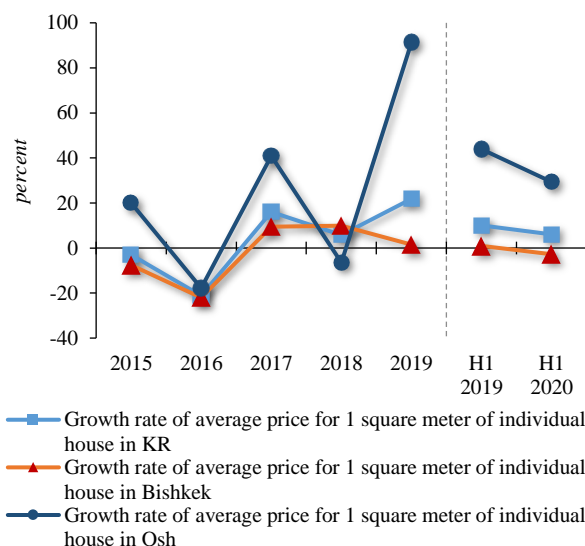 percent
100
80
60
40
20
0
-20
-40
2015 2016 2017 2018 2019 H1 2019 H1 2020
Growth rate of average price for 1 square meter of individual
house in KR
Growth rate of average price for 1 square meter of individual
house in Bishkek
Growth rate of average price for 1 square meter of individual
house in Osh